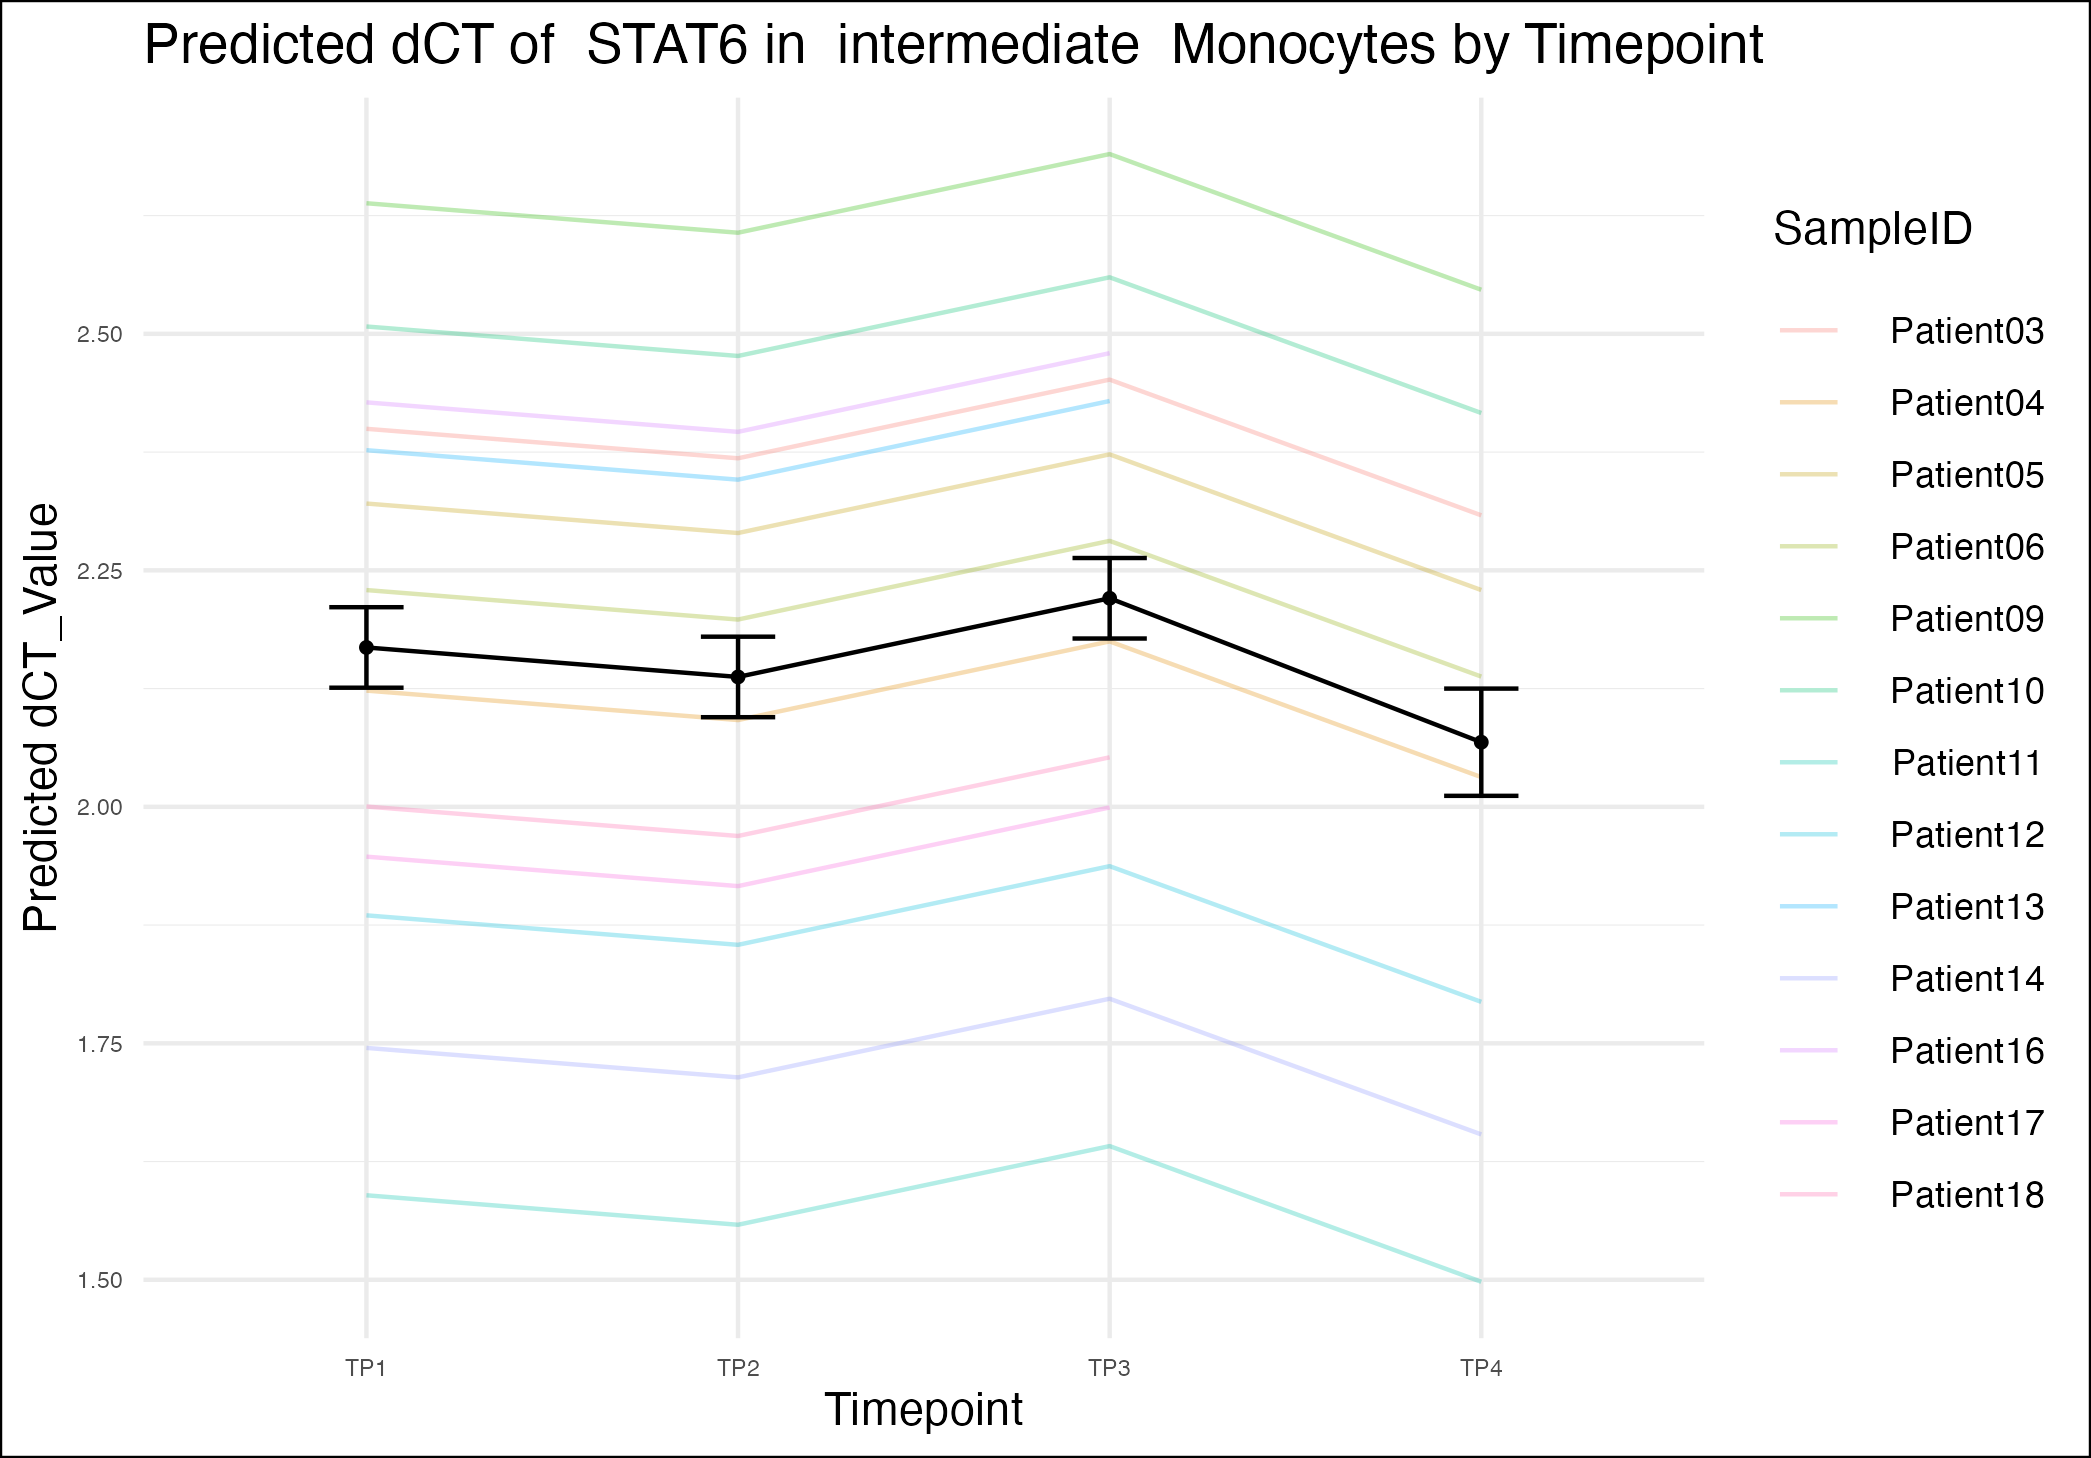 Predicted dCT of  STAT6 in  intermediate  Monocytes by Timepoint
Predicted dCT_Value
2.50
2.25
2.00
1.75
1.50
TP1
TP2
TP3
TP4
Timepoint
SampleID
Patient03
Patient04
Patient05
Patient06
Patient09
Patient10
Patient11
Patient12
Patient13
Patient14
Patient16
Patient17
Patient18